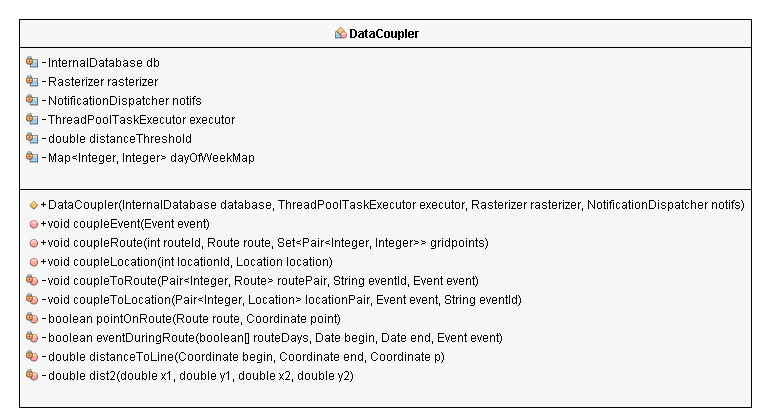 DataCoupler
-InternalDatabase db
-Rasterizer rasterizer
-NotificationDispatcher notifs
-ThreadPoolTaskExecutor executor
-double distanceThreshold
-Map<Integer, Integer> dayOfWeekMap
+DataCoupler(InternalDatabase database, ThreadPoolTaskExecutor executor, Rasterizer rasterizer, NotificationDispatcher notifs)
+void coupleEvent(Event event)
+void coupleRoute(int routeId, Route route, Set<Pair<Integer, Integer>> gridpoints)
+void coupleLocation(int locationId, Location location)
-void coupleToRoute(Pair<Integer, Route> routePair, String eventId, Event event)
-void coupleToLocation(Pair<Integer, Location> locationPair, Event event, String eventId)
-boolean pointOnRoute(Route route, Coordinate point)
-boolean eventDuringRoute(boolean[] routeDays, Date begin, Date end, Event event)
-double distanceToLine(Coordinate begin, Coordinate end, Coordinate p)
-double dist2(double x1, double y1, double x2, double y2)